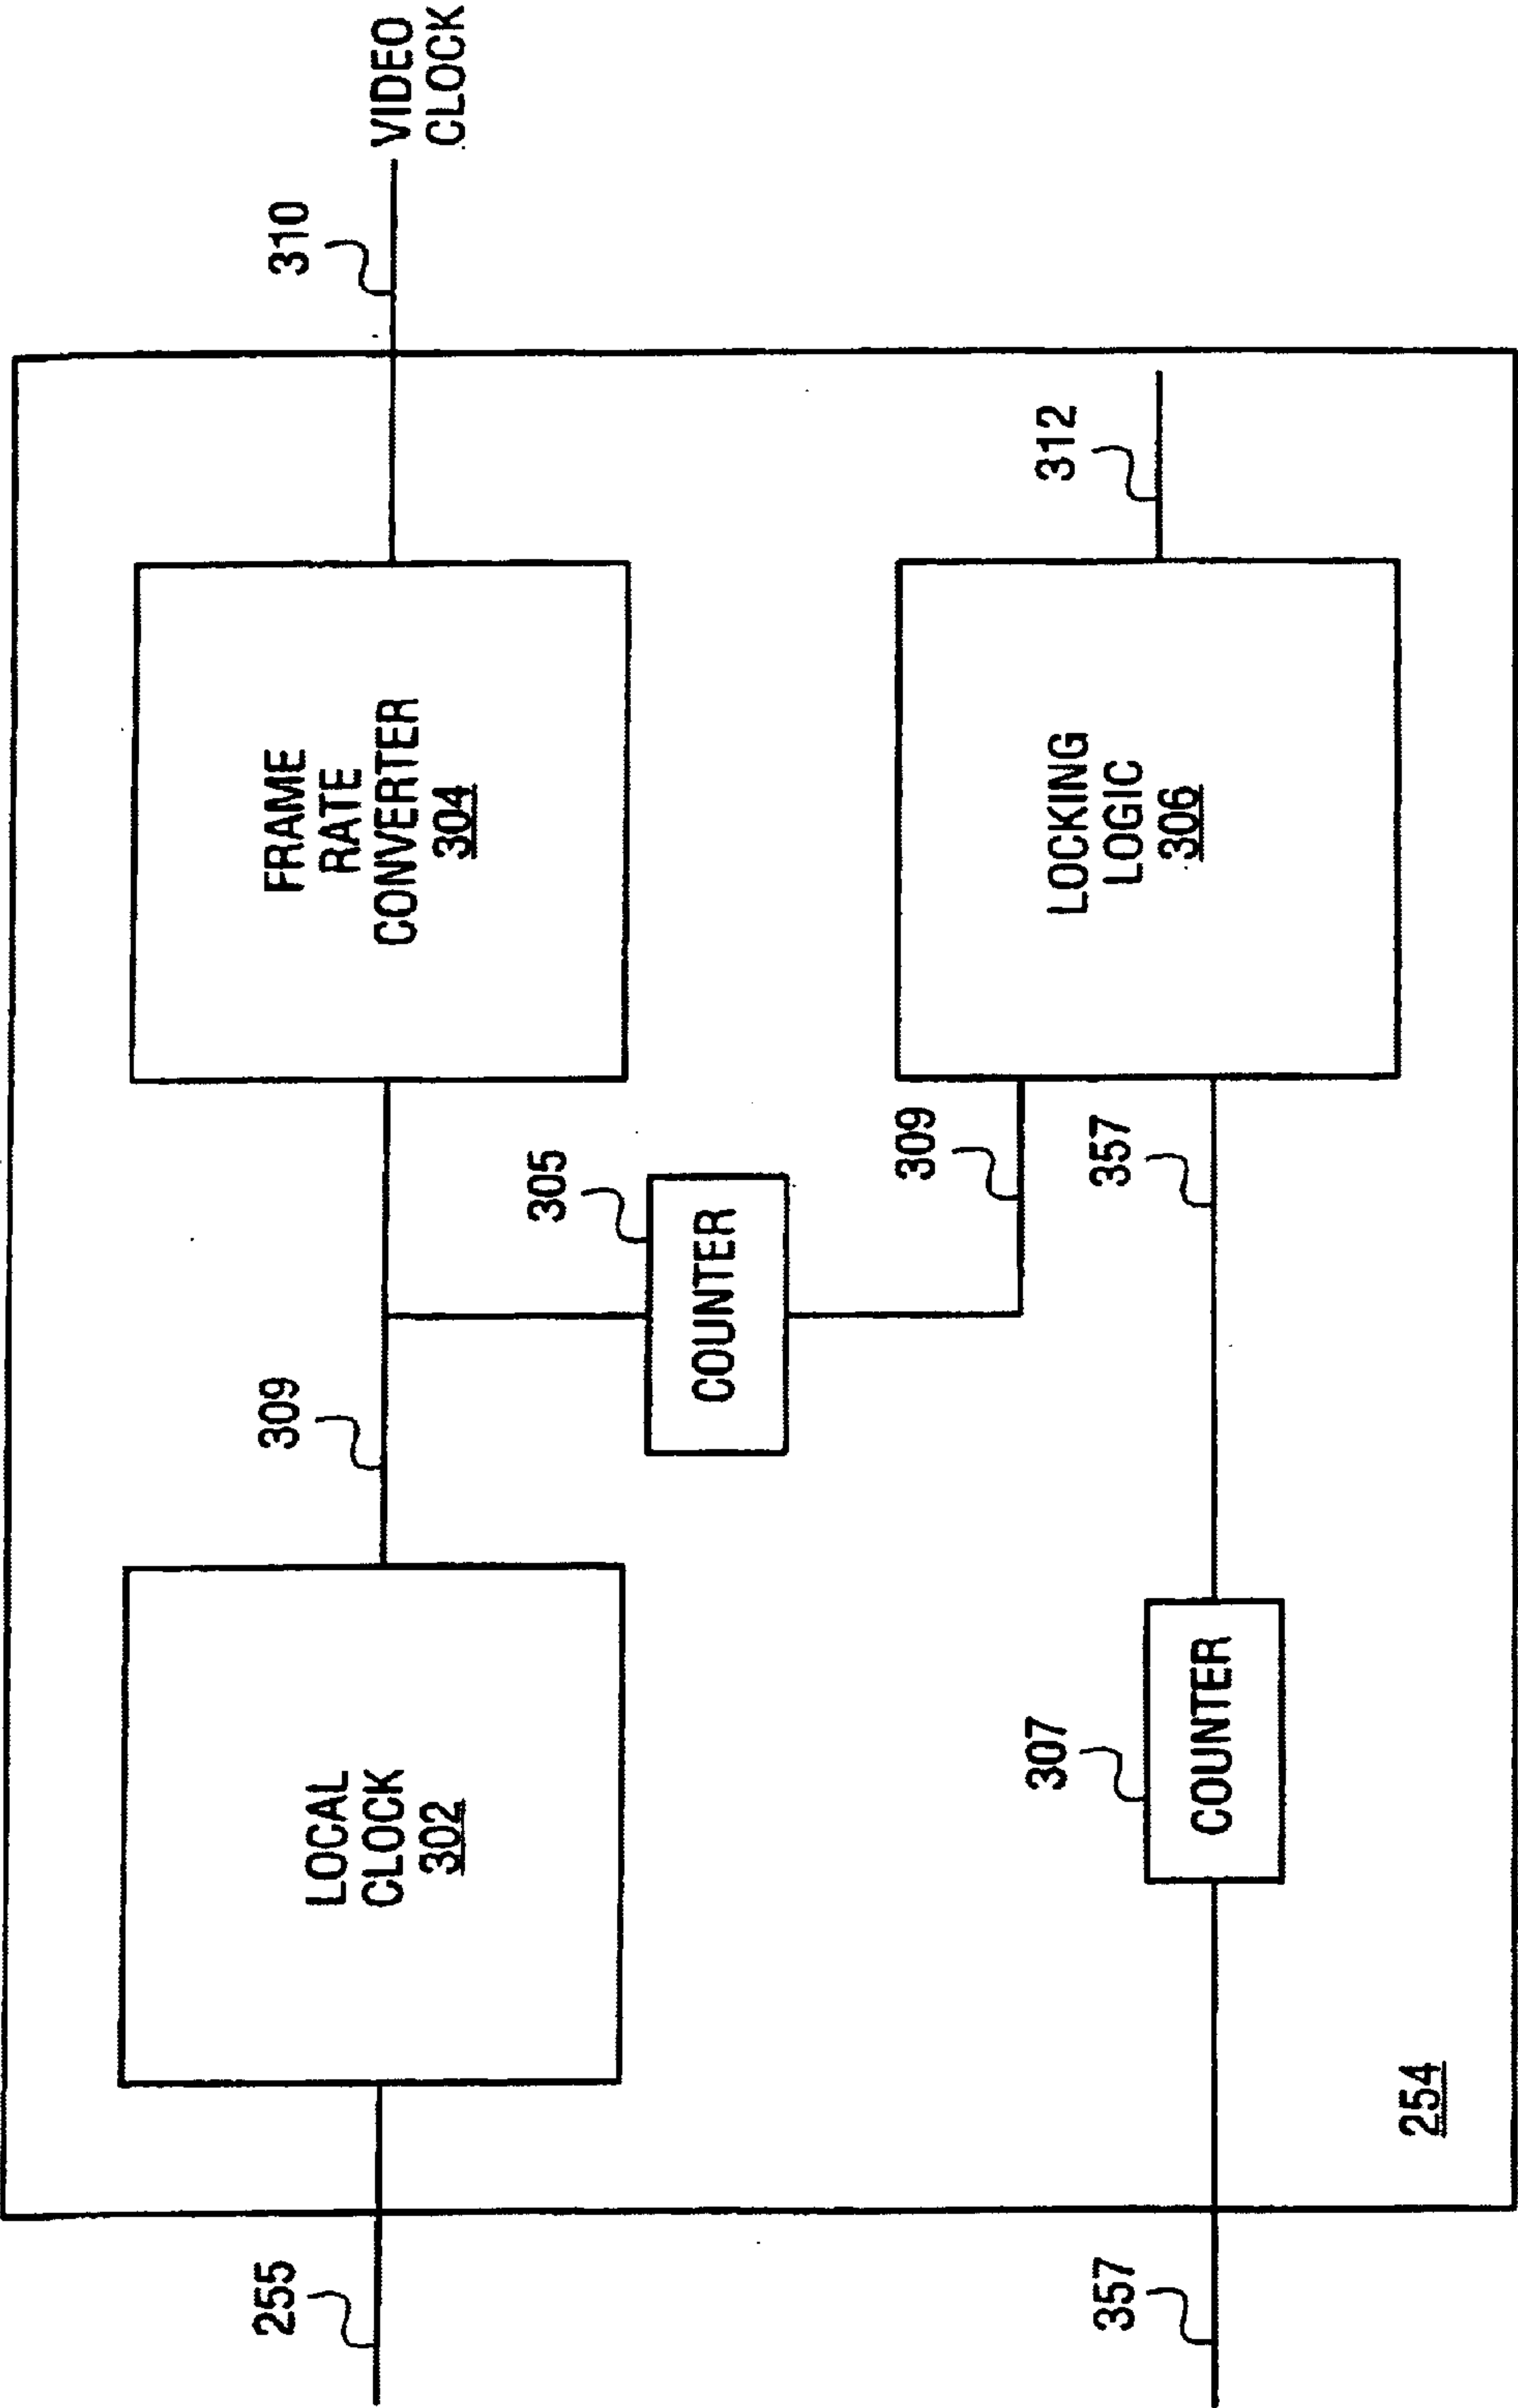 255
LOCAL
CLOCK
302
309
FRAME
RATE
CONVERTER
304
310
VIDEO
CLOCK
305
COUNTER
309
312
LOCKING
LOGIC
306
357
307
COUNTER
357
254